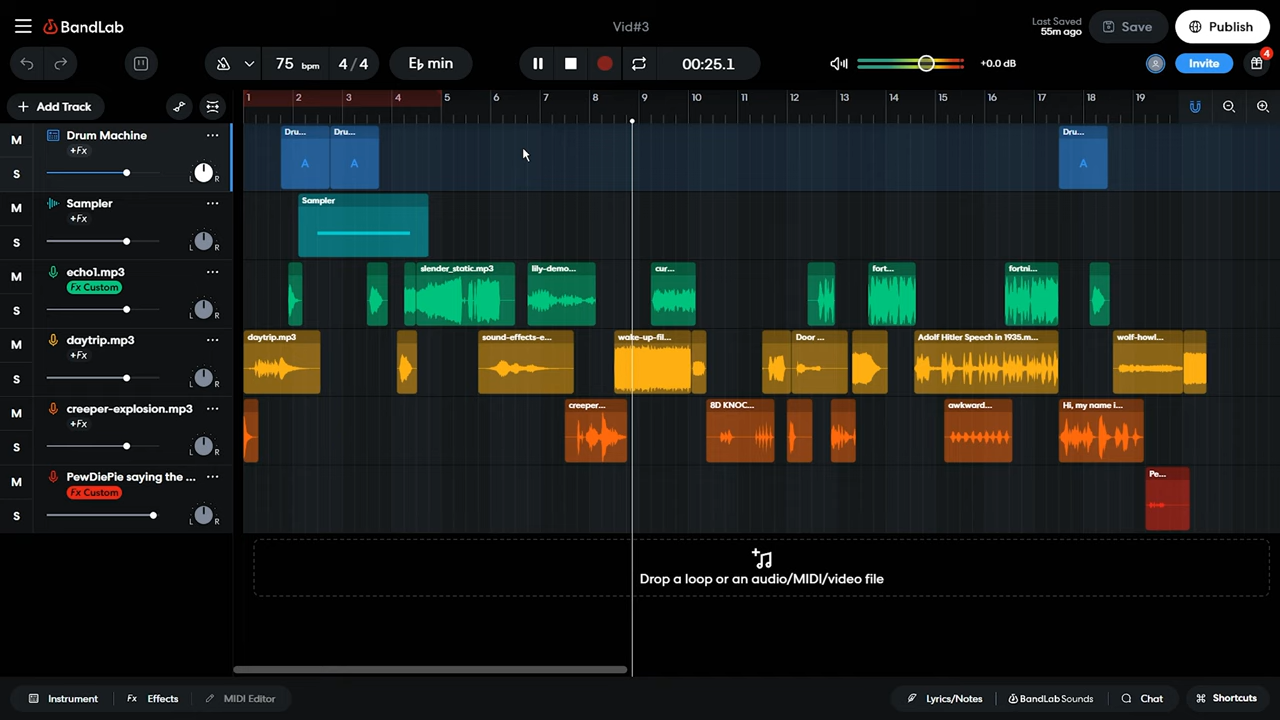 BandLab
Vid#3
Last Saved
55m ago
Save
Publish
75 bpm
4/4
E♭ min
00:25.1
+0.0 dB
Invite
4
Add Track
1 2 3 4 5 6 7 8 9 10 11 12 13 14 15 16 17 18 19
M
Drum Machine
+Fx
S
L R
Dru...
Dru...
Dru...
A
A
A
M
Sampler
+Fx
S
L R
Sampler
M
echo1.mp3
Fx Custom
S
L R
slender_static.mp3
lily-demo...
cur...
fort...
fortni...
M
daytrip.mp3
+Fx
S
L R
daytrip.mp3
sound-effects-e...
wake-up-fil...
Door ...
Adolf Hitler Speech in 1935.m...
wolf-howl...
M
creeper-explosion.mp3
+Fx
S
L R
creeper...
8D KNOC...
awkward...
Hi, my name i...
M
PewDiePie saying the ...
Fx Custom
S
L R
Pe...
Drop a loop or an audio/MIDI/video file
Instrument
Fx Effects
MIDI Editor
Lyrics/Notes
BandLab Sounds
Chat
Shortcuts